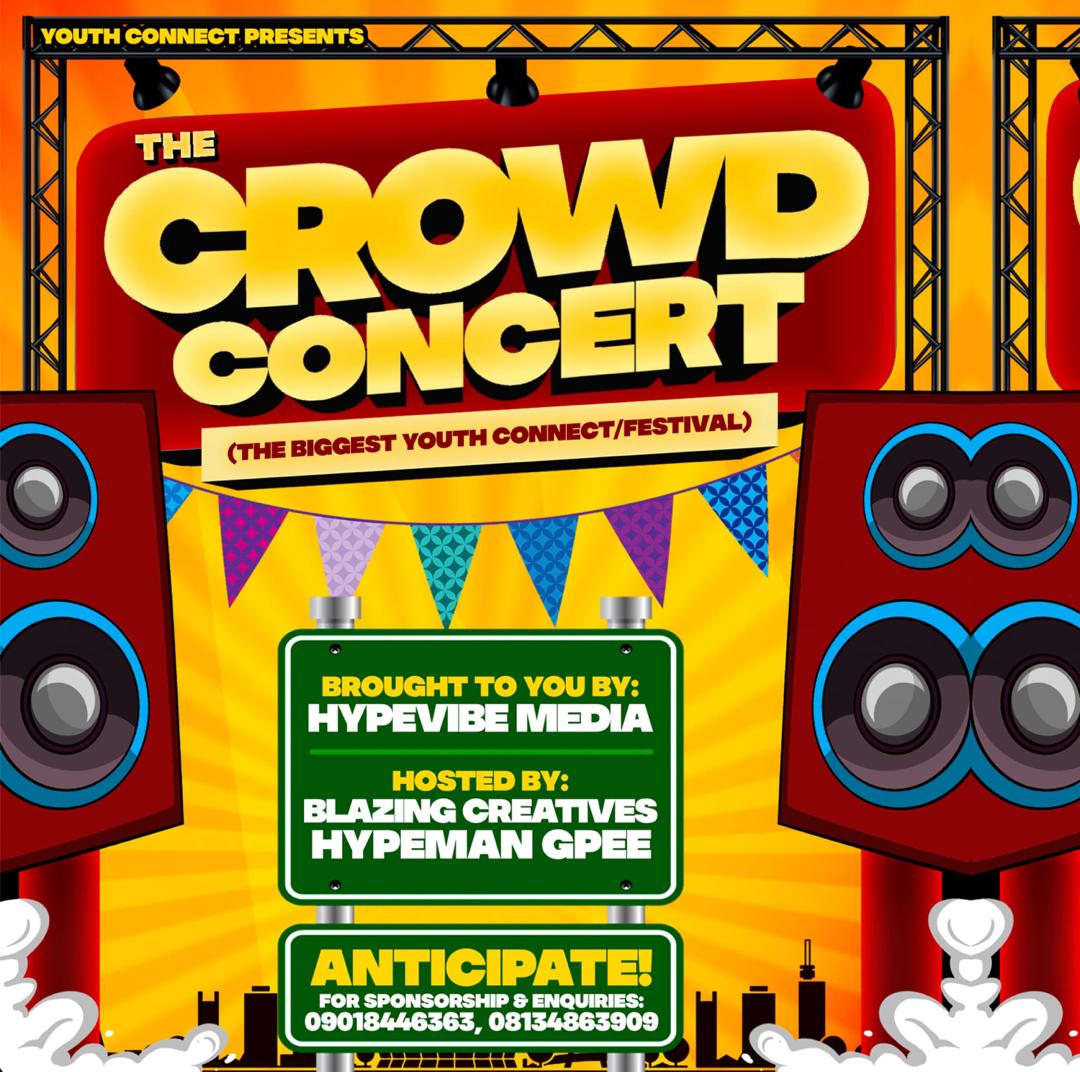 YOUTH CONNECT PRESENTS
THE
CROWD
CONCERT
(THE BIGGEST YOUTH CONNECT/FESTIVAL)
BROUGHT TO YOU BY:
HYPEVIBE MEDIA
HOSTED BY:
BLAZING CREATIVES
HYPEMAN GPEE
ANTICIPATE!
FOR SPONSORSHIP & ENQUIRIES:
09018446363, 08134863909